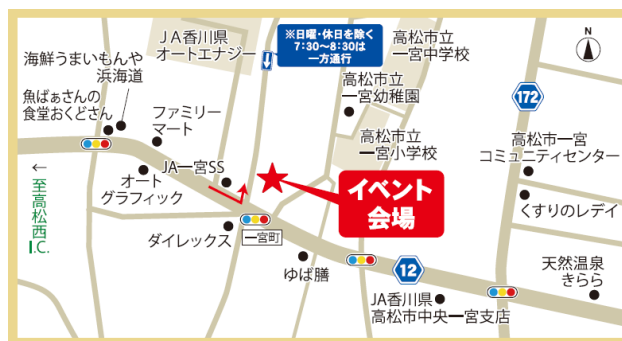 ※日曜・休日を除く
7:30〜8:30は
一方通行
N
JA香川県
オートエナジー
高松市立
一宮中学校
海鮮うまいもんや
浜海道
高松市立
一宮幼稚園
魚ばぁさんの
食堂おくどさん
ファミリー
マート
172
高松市立
一宮小学校
高松市一宮
コミュニティセンター
JA一宮SS
←至高松西I.C.
オート
グラフィック
イベント
会場
くすりのレデイ
ダイレックス
一宮町
ゆば膳
12
天然温泉
きらら
JA香川県
高松市中央一宮支店